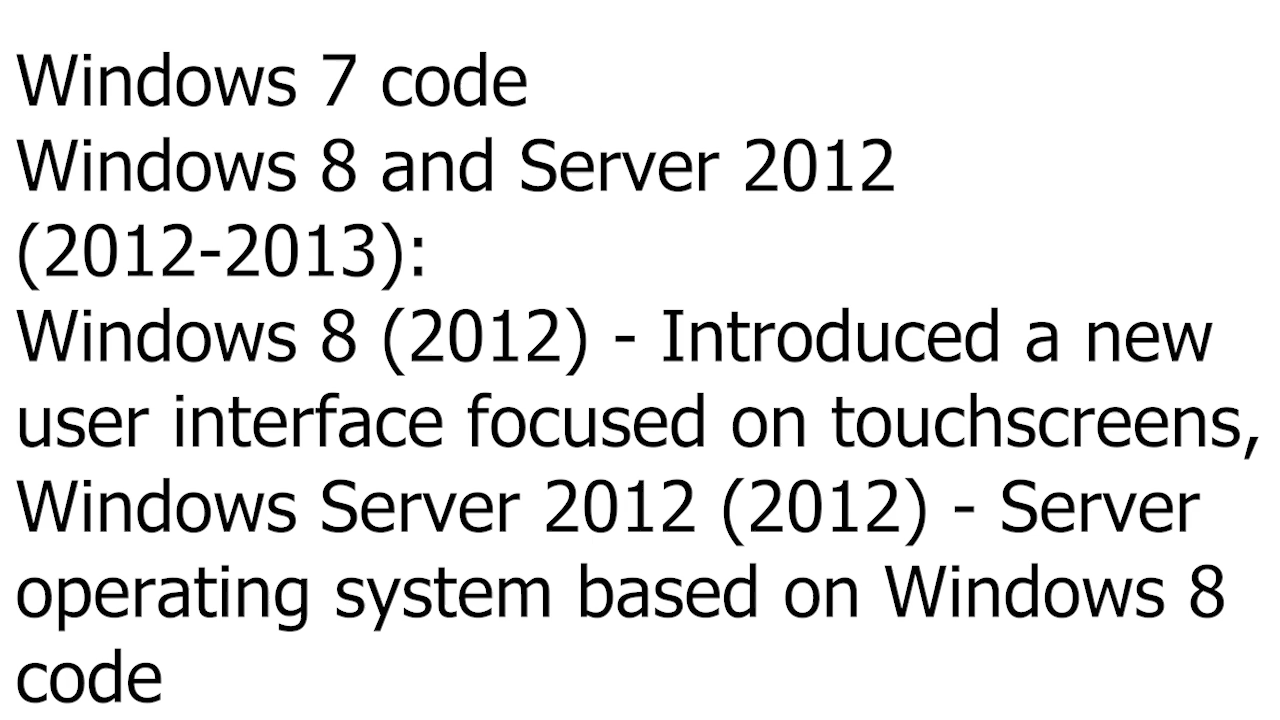 Windows 7 code
Windows 8 and Server 2012
(2012-2013):
Windows 8 (2012) - Introduced a new
user interface focused on touchscreens,
Windows Server 2012 (2012) - Server
operating system based on Windows 8
code